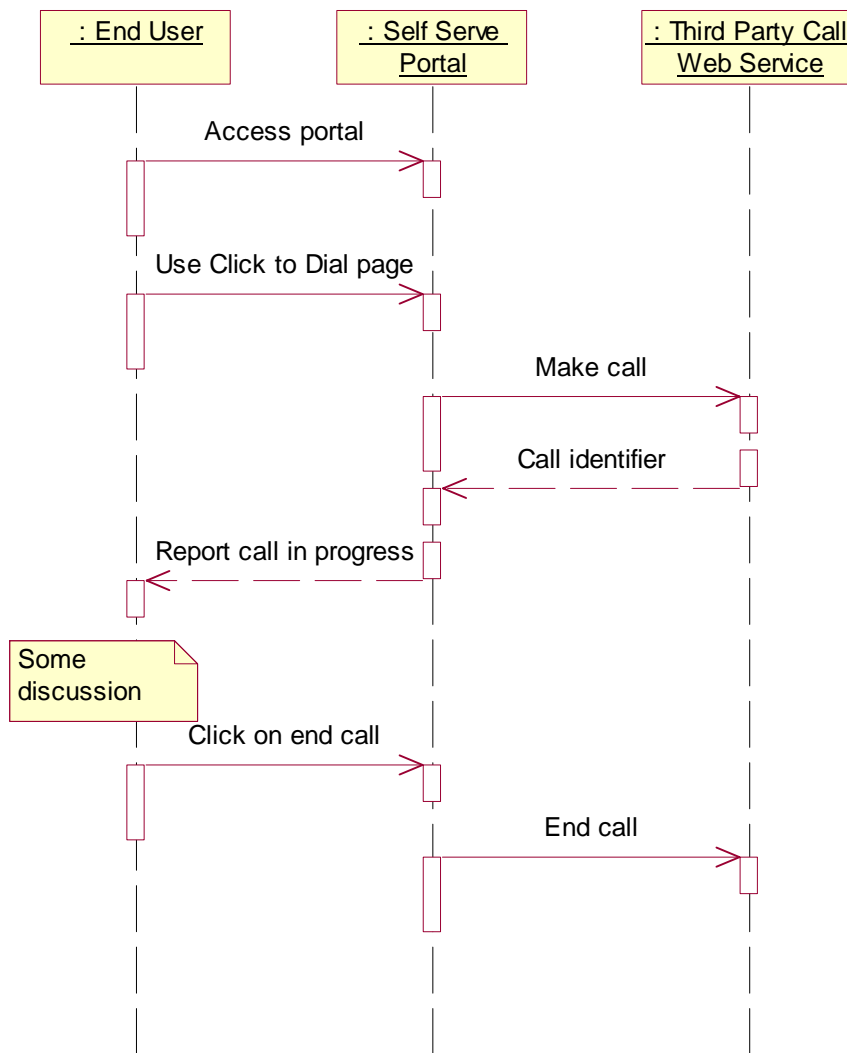 : End User
: Self Serve
Portal
: Third Party Call
Web Service
Access portal
Use Click to Dial page
Make call
Call identifier
Report call in progress
Some
discussion
Click on end call
End call